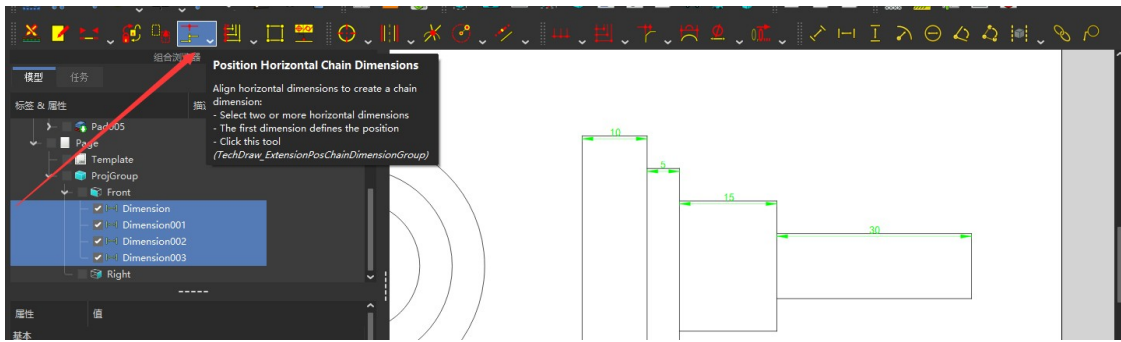 组合浏览器
模型
任务
标签 & 属性
Position Horizontal Chain Dimensions
Align horizontal dimensions to create a chain
dimension:
- Select two or more horizontal dimensions
- The first dimension defines the position
- Click this tool
(TechDraw_ExtensionPosChainDimensionGroup)
Pad005
Page
Template
ProjGroup
Front
Dimension
Dimension001
Dimension002
Dimension003
Right
属性
值
基本
10
5
15
30